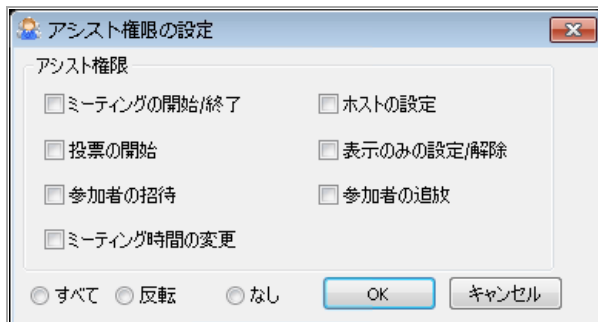 アシスト権限の設定
アシスト権限
ミーティングの開始/終了 ホストの設定
投票の開始 表示のみの設定/解除
参加者の招待 参加者の追放
ミーティング時間の変更
すべて 反転 なし OK キャンセル